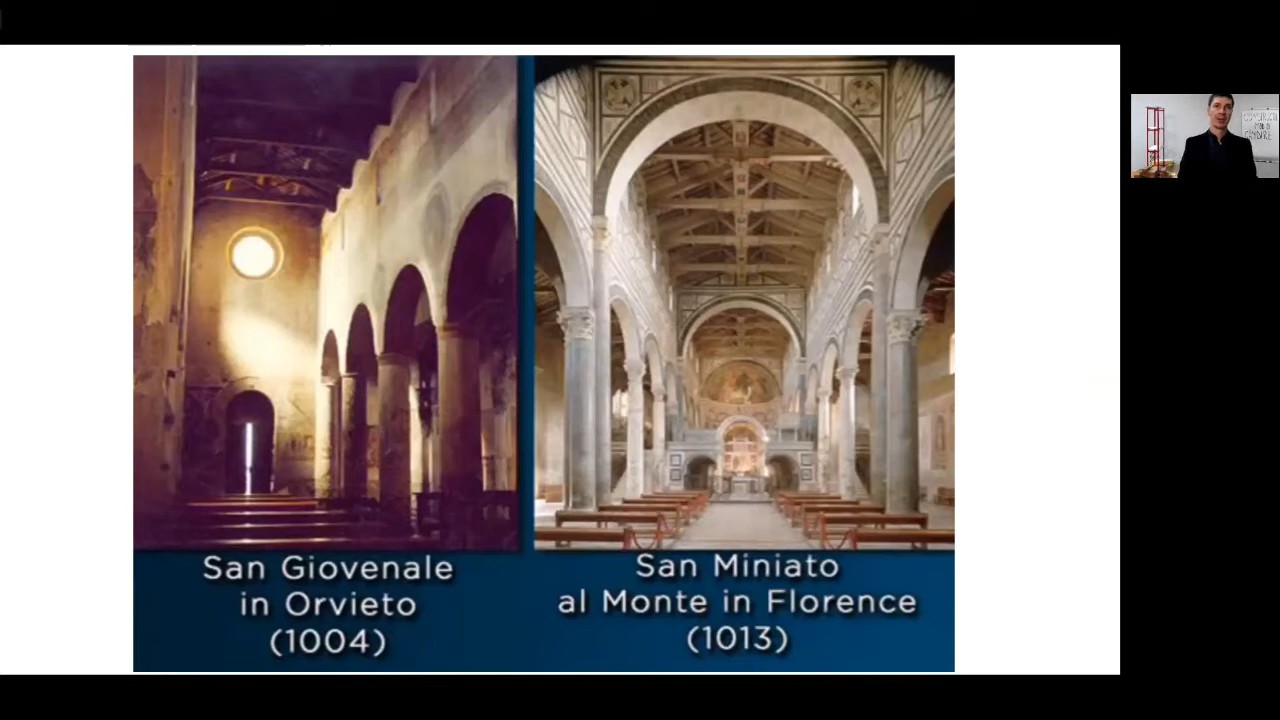 San Giovenale
in Orvieto
(1004)
San Miniato
al Monte in Florence
(1013)